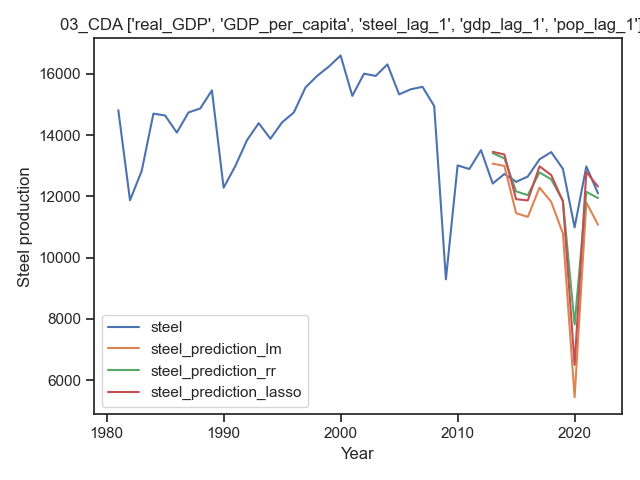 03_CDA ['real_GDP', 'GDP_per_capita', 'steel_lag_1', 'gdp_lag_1', 'pop_lag_1']
16000
14000
12000
10000
8000
6000
Steel production
steel
steel_prediction_lm
steel_prediction_rr
steel_prediction_lasso
1980
1990
2000
2010
2020
Year